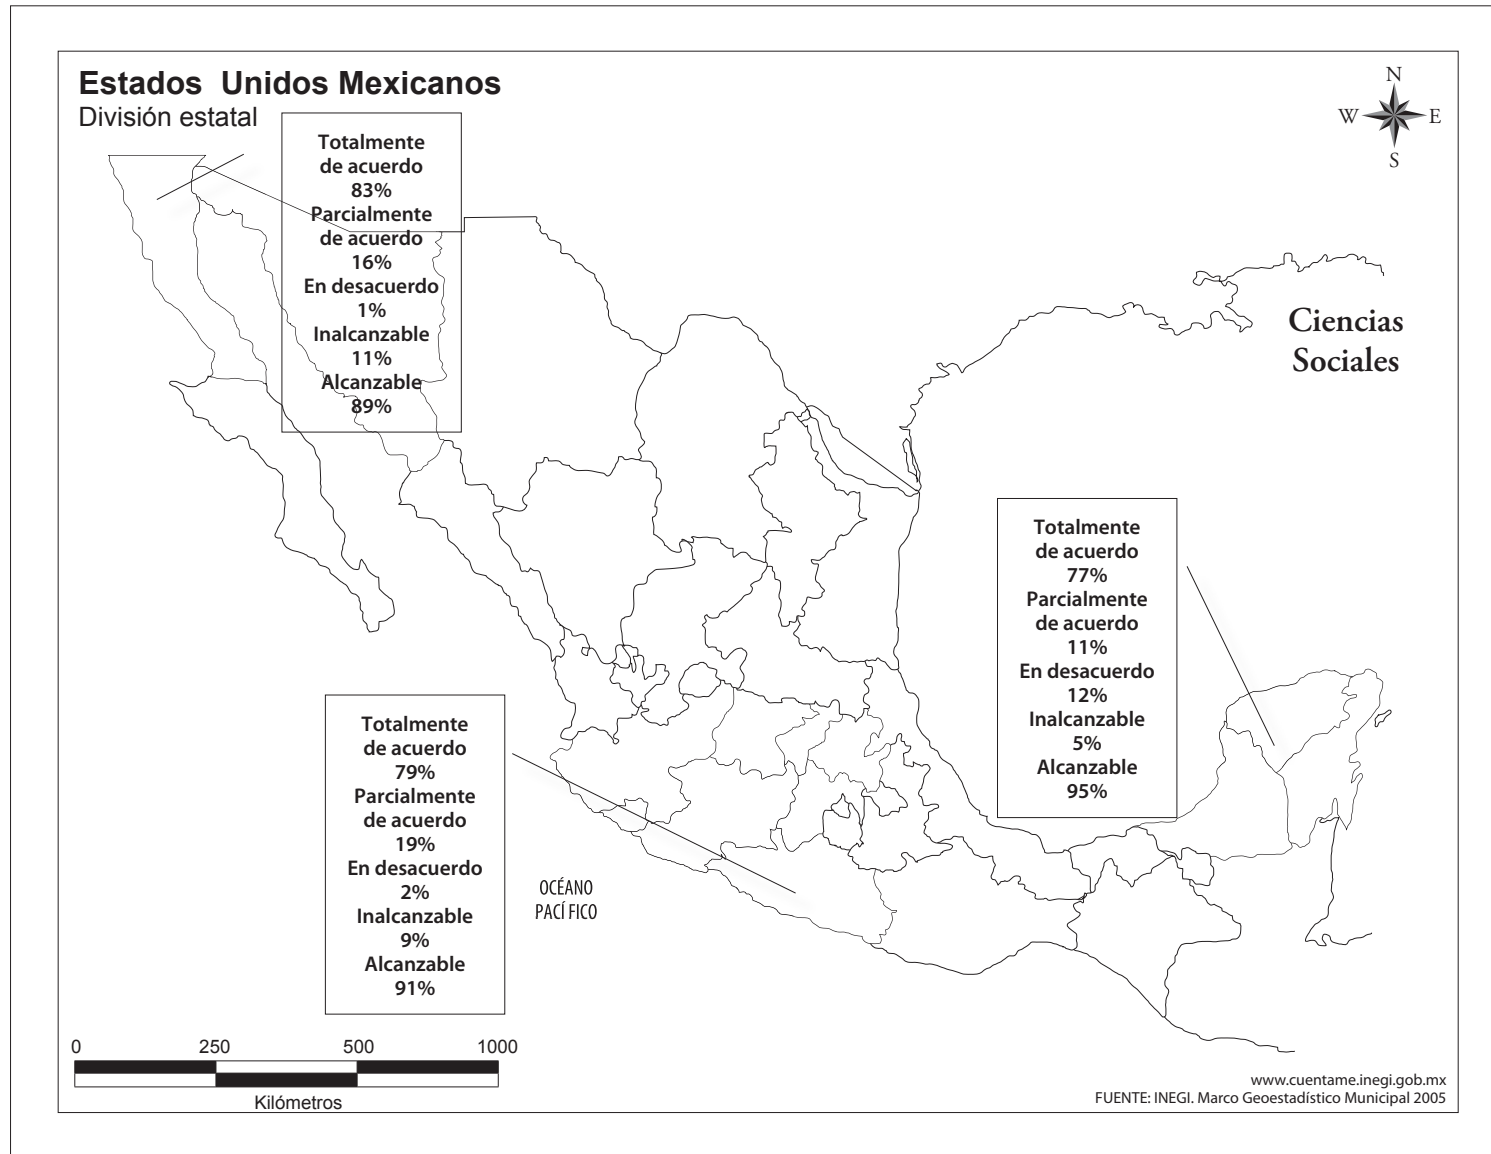 Estados Unidos Mexicanos
División estatal
N
W
E
S
Totalmente
de acuerdo
83%
Parcialmente
de acuerdo
16%
En desacuerdo
1%
Inalcanzable
11%
Alcanzable
89%
Ciencias
Sociales
Totalmente
de acuerdo
77%
Parcialmente
de acuerdo
11%
En desacuerdo
12%
Inalcanzable
5%
Alcanzable
95%
Totalmente
de acuerdo
79%
Parcialmente
de acuerdo
19%
En desacuerdo
2%
Inalcanzable
9%
Alcanzable
91%
OCÉANO
PACÍ FICO
0 250 500 1000
Kilómetros
www.cuentame.inegi.gob.mx
FUENTE: INEGI. Marco Geoestadístico Municipal 2005